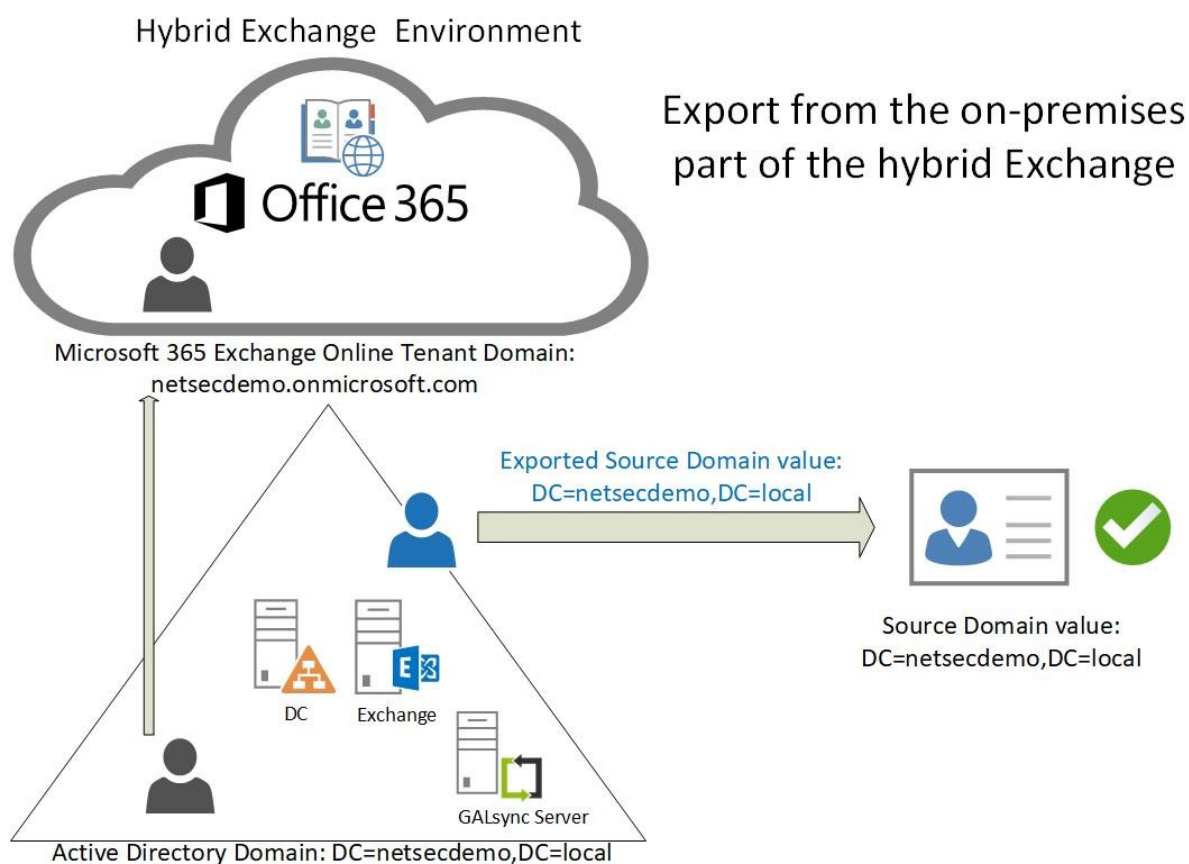 Hybrid Exchange Environment
Export from the on-premises
part of the hybrid Exchange
Office 365
Microsoft 365 Exchange Online Tenant Domain:
netsecdemo.onmicrosoft.com
Exported Source Domain value:
DC=netsecdemo,DC=local
Source Domain value:
DC=netsecdemo,DC=local
E
DC
Exchange
GALsync Server
Active Directory Domain: DC=netsecdemo,DC=local